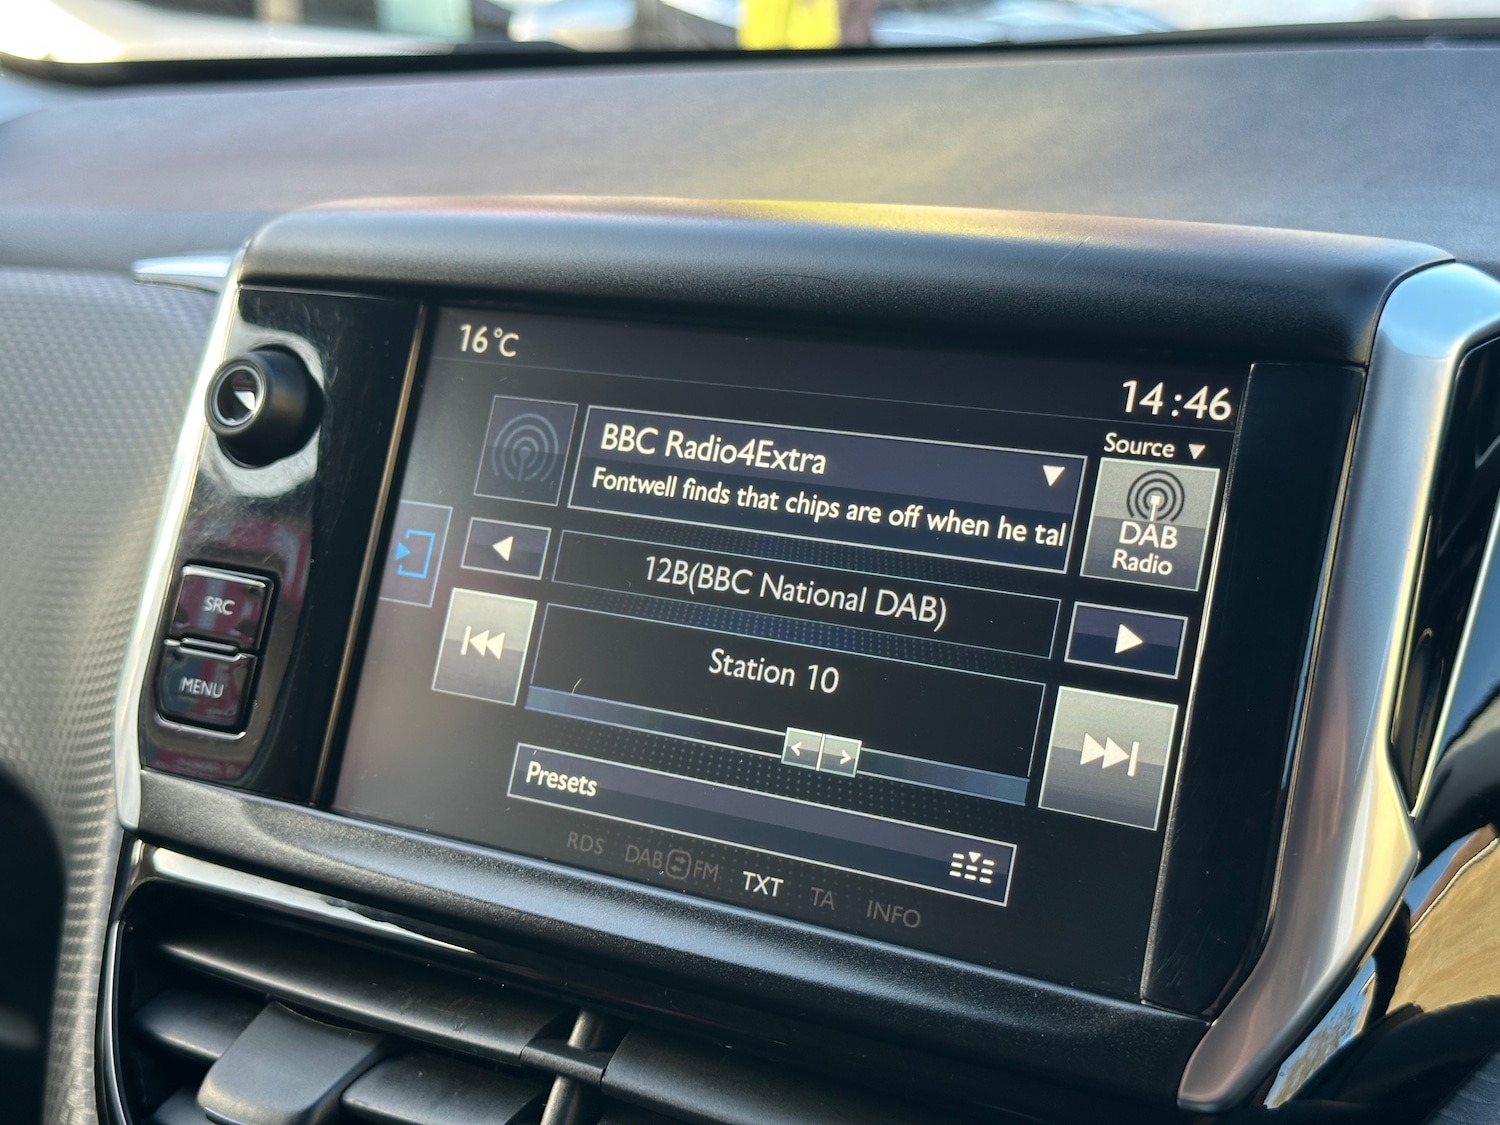 16°C
14:46
Source
BBC Radio4Extra
Fontwell finds that chips are off when he tal
DAB
Radio
12B(BBC National DAB)
SRC
Station 10
MENU
Presets
RDS DAB FM TXT TA INFO